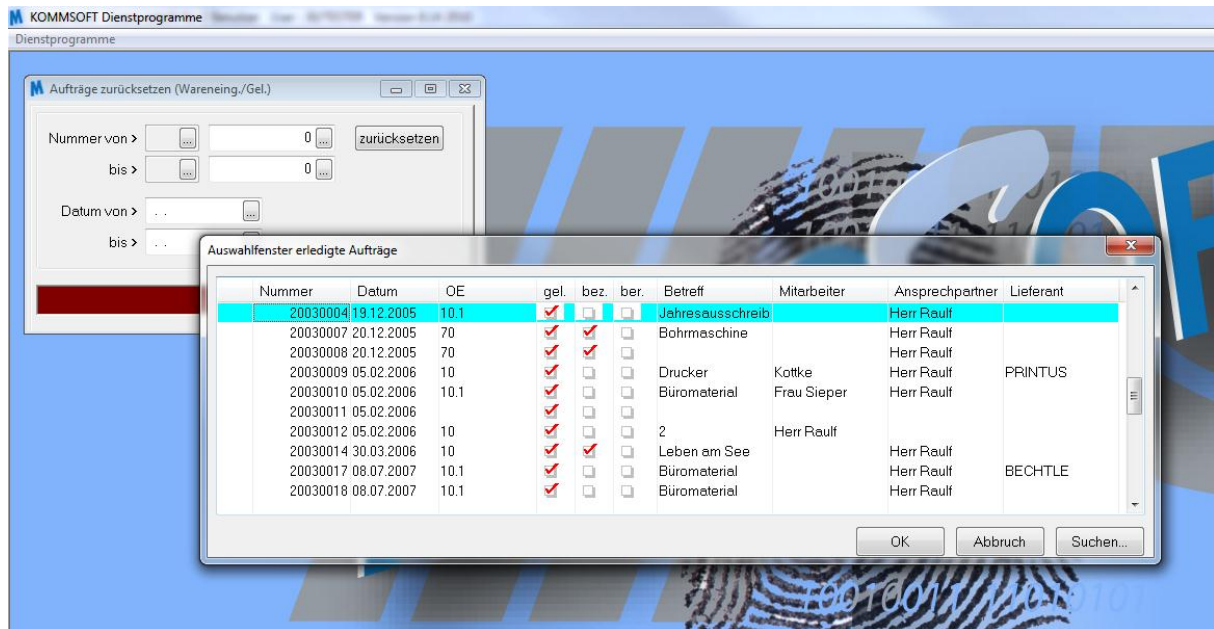 KOMMSOFT Dienstprogramme
Dienstprogramme
Aufträge zurücksetzen (Wareneing./Gel.)
Nummer von > ... 0 ... zurücksetzen
bis > ... 0 ...
Datum von > . . ...
bis > . .
Auswahlfenster erledigte Aufträge
Nummer Datum OE gel. bez. ber. Betreff Mitarbeiter Ansprechpartner Lieferant
20030004 19.12.2005 10.1 Jahresausschreib Herr Raulf
20030007 20.12.2005 70 Bohrmaschine Herr Raulf
20030008 20.12.2005 70 Herr Raulf
20030009 05.02.2006 10 Drucker Kottke Herr Raulf PRINTUS
20030010 05.02.2006 10.1 Büromaterial Frau Sieper Herr Raulf
20030011 05.02.2006
20030012 05.02.2006 10 2 Herr Raulf
20030014 30.03.2006 10 Leben am See Herr Raulf
20030017 08.07.2007 10.1 Büromaterial Herr Raulf BECHTLE
20030018 08.07.2007 10.1 Büromaterial Herr Raulf
OK Abbruch Suchen...